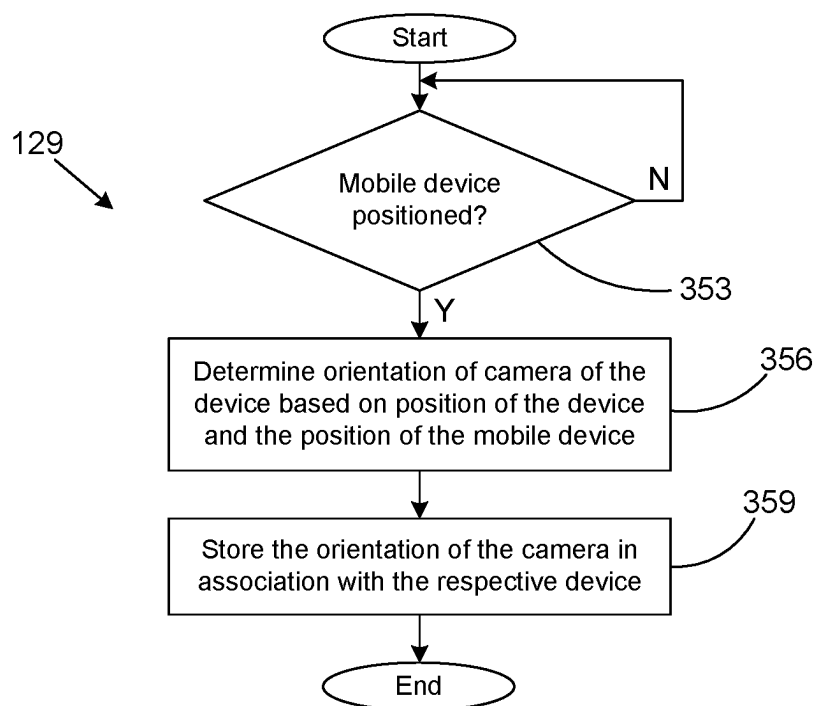 Start
129
Mobile device
positioned?
N
353
Y
Determine orientation of camera of the
device based on position of the device
and the position of the mobile device
356
Store the orientation of the camera in
association with the respective device
359
End